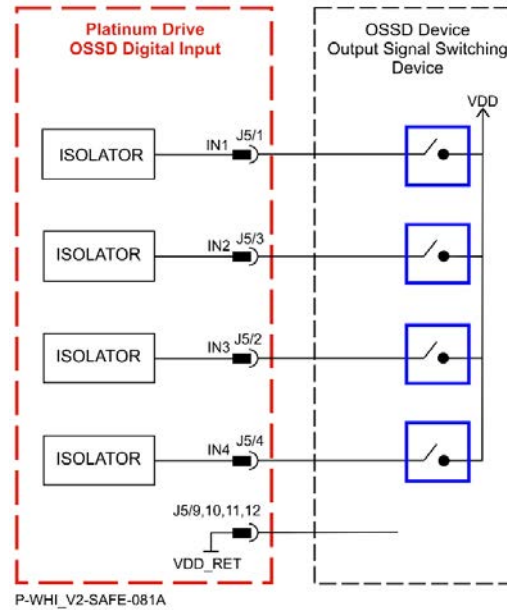 Platinum Drive
OSSD Digital Input
OSSD Device
Output Signal Switching
Device
VDD
ISOLATOR
IN1
J5/1
ISOLATOR
IN2
J5/3
ISOLATOR
IN3
J5/2
ISOLATOR
IN4
J5/4
J5/9,10,11,12
VDD_RET
P-WHI_V2-SAFE-081A